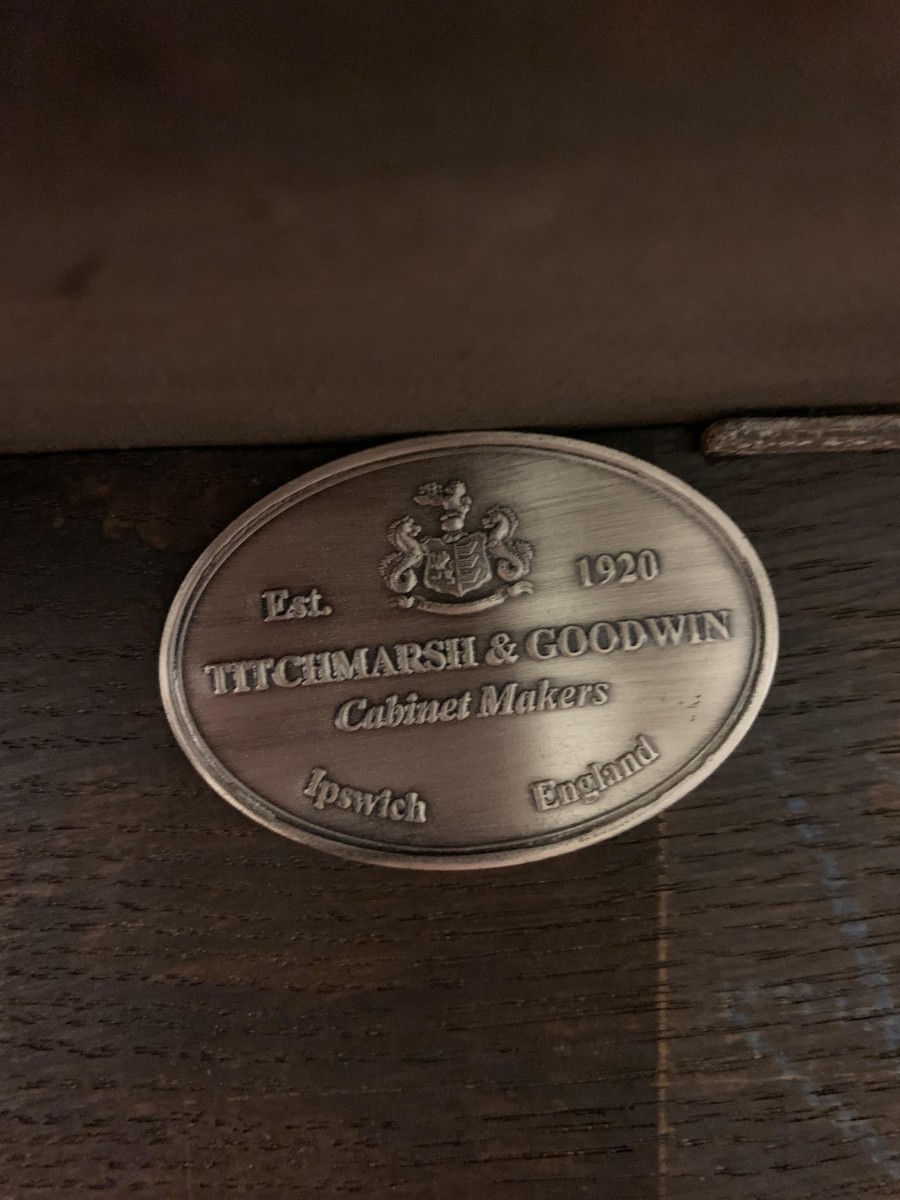 Est. 1920
TITCHMARSH & GOODWIN
Cabinet Makers
Ipswich England